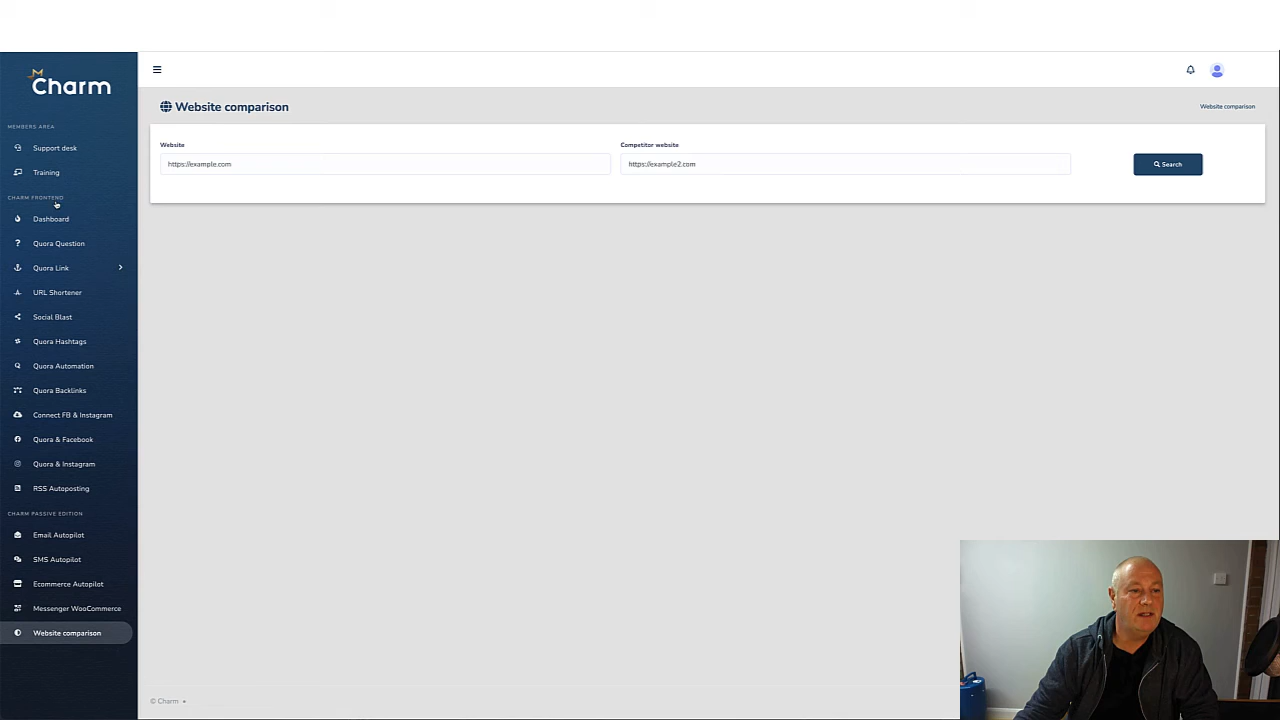 Charm
MEMBERS AREA
Support desk
Training
CHARM FRONTEND
Dashboard
Quora Question
Quora Link
URL Shortener
Social Blast
Quora Hashtags
Quora Automation
Quora Backlinks
Connect FB & Instagram
Quora & Facebook
Quora & Instagram
RSS Autoposting
CHARM PASSIVE EDITION
Email Autopilot
SMS Autopilot
Ecommerce Autopilot
Messenger WooCommerce
Website comparison
Website comparison
Website comparison
Website
Competitor website
https://example.com
https://example2.com
Search
© Charm •